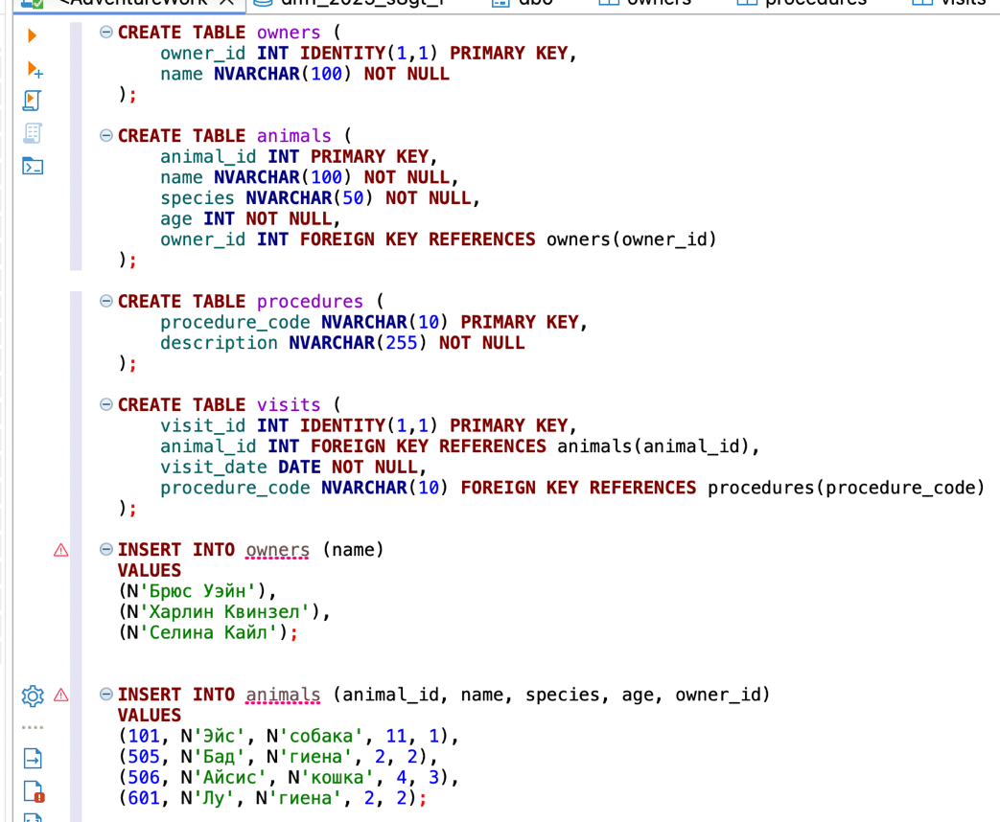 <AdventureWork
owners
procedures
visits
CREATE TABLE owners (
owner_id INT IDENTITY(1,1) PRIMARY KEY,
name NVARCHAR(100) NOT NULL
);
CREATE TABLE animals (
animal_id INT PRIMARY KEY,
name NVARCHAR(100) NOT NULL,
species NVARCHAR(50) NOT NULL,
age INT NOT NULL,
owner_id INT FOREIGN KEY REFERENCES owners(owner_id)
);
CREATE TABLE procedures (
procedure_code NVARCHAR(10) PRIMARY KEY,
description NVARCHAR(255) NOT NULL
);
CREATE TABLE visits (
visit_id INT IDENTITY(1,1) PRIMARY KEY,
animal_id INT FOREIGN KEY REFERENCES animals(animal_id),
visit_date DATE NOT NULL,
procedure_code NVARCHAR(10) FOREIGN KEY REFERENCES procedures(procedure_code)
);
INSERT INTO owners (name)
VALUES
(N'Брюс Уэйн'),
(N'Харлин Квинзел'),
(N'Селина Кайл');
INSERT INTO animals (animal_id, name, species, age, owner_id)
VALUES
(101, N'Эйс', N'собака', 11, 1),
(505, N'Бад', N'гиена', 2, 2),
(506, N'Айсис', N'кошка', 4, 3),
(601, N'Лу', N'гиена', 2, 2);